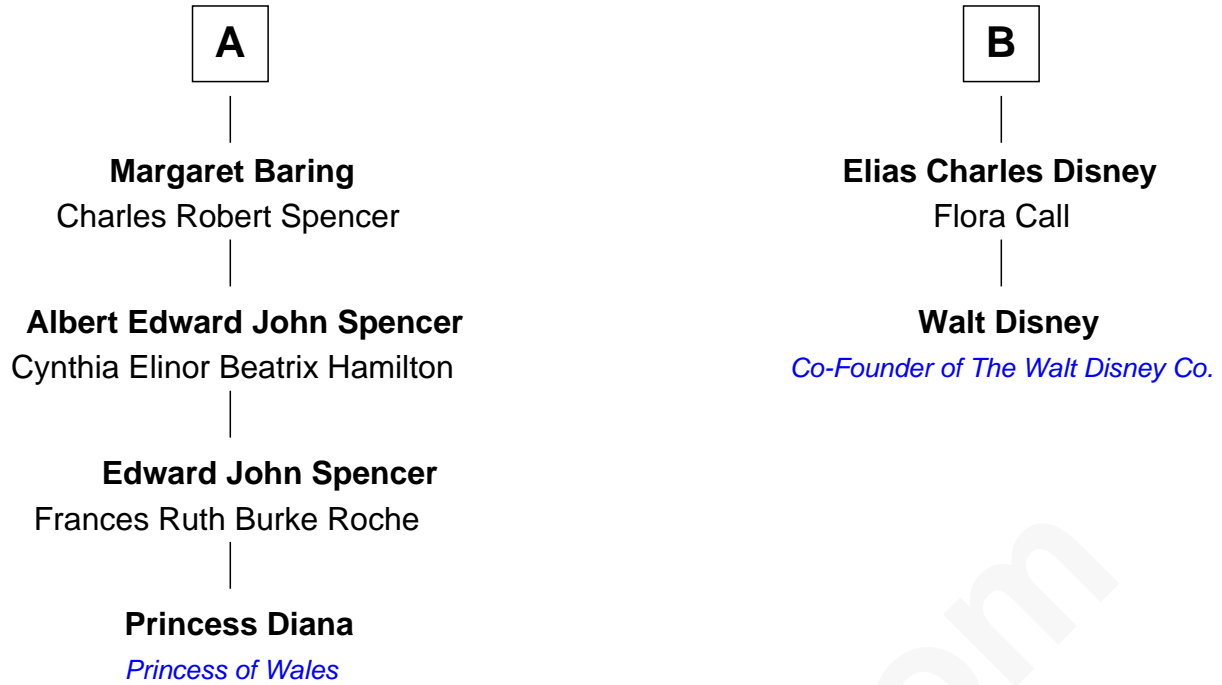 A
Margaret Baring
Charles Robert Spencer
Albert Edward John Spencer
Cynthia Elinor Beatrix Hamilton
Edward John Spencer
Frances Ruth Burke Roche
Princess Diana
Princess of Wales
B
Elias Charles Disney
Flora Call
Walt Disney
Co-Founder of The Walt Disney Co.
om